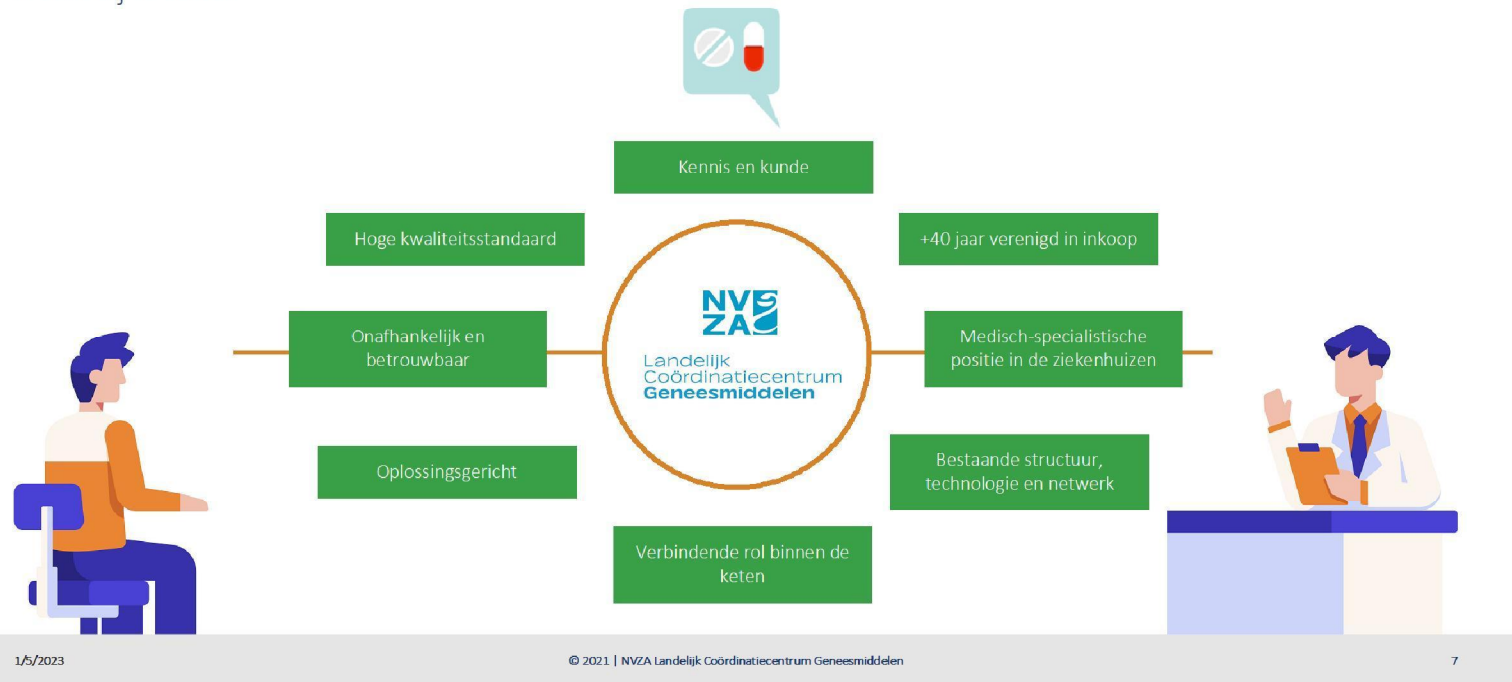 Kennis en kunde
Hoge kwaliteitsstandaard
+40 jaar verenigd in inkoop
NVZA
Landelijk
Coördinatiecentrum
Geneesmiddelen
Onafhankelijk en
betrouwbaar
Medisch-specialistische
positie in de ziekenhuizen
Oplossingsgericht
Bestaande structuur,
technologie en netwerk
Verbindende rol binnen de
keten
1/5/2023
© 2021 | NVZA Landelijk Coördinatiecentrum Geneesmiddelen
7